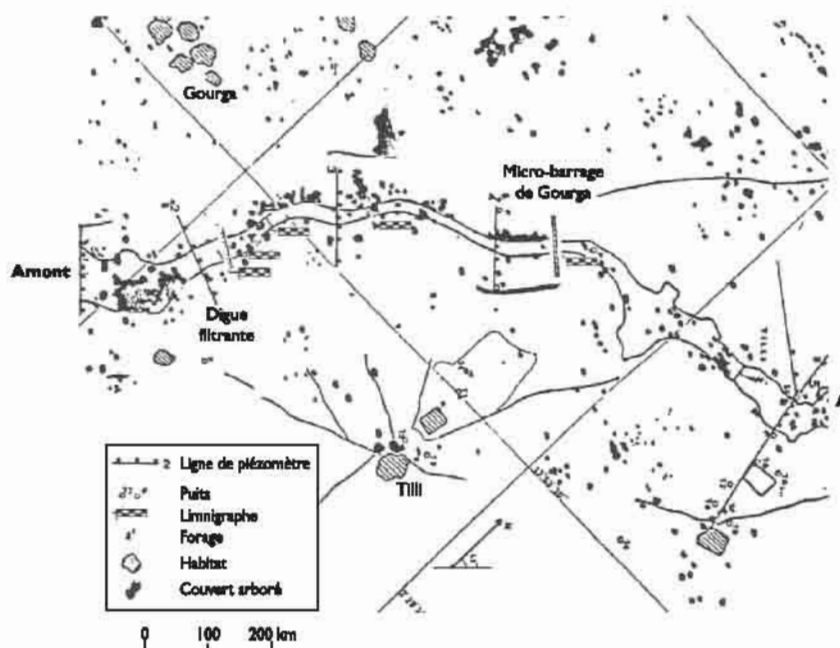 Gourga
Micro-barrage
de Gourga
Amont
Digue
filtrante
TILLI
A
Tilli
Ligne de piézomètre
Puits
Limnigraphe
Forage
Habitat
Couvert arboré
N
0 100 200 km